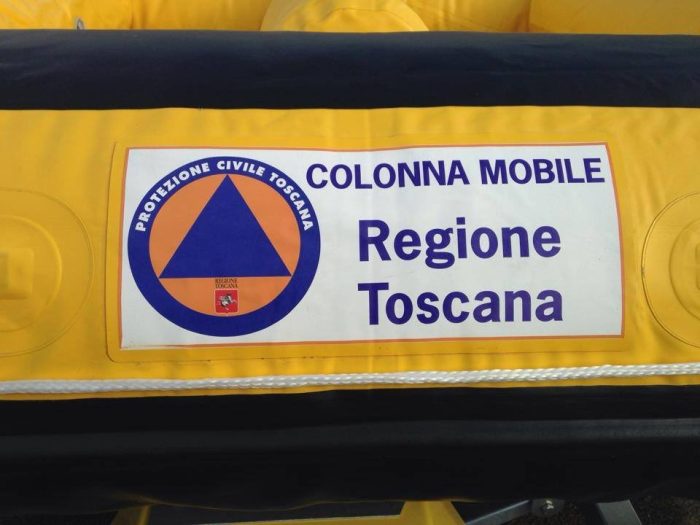 PROTEZIONE CIVILE TOSCANA
REGIONE
TOSCANA
COLONNA MOBILE
Regione
Toscana